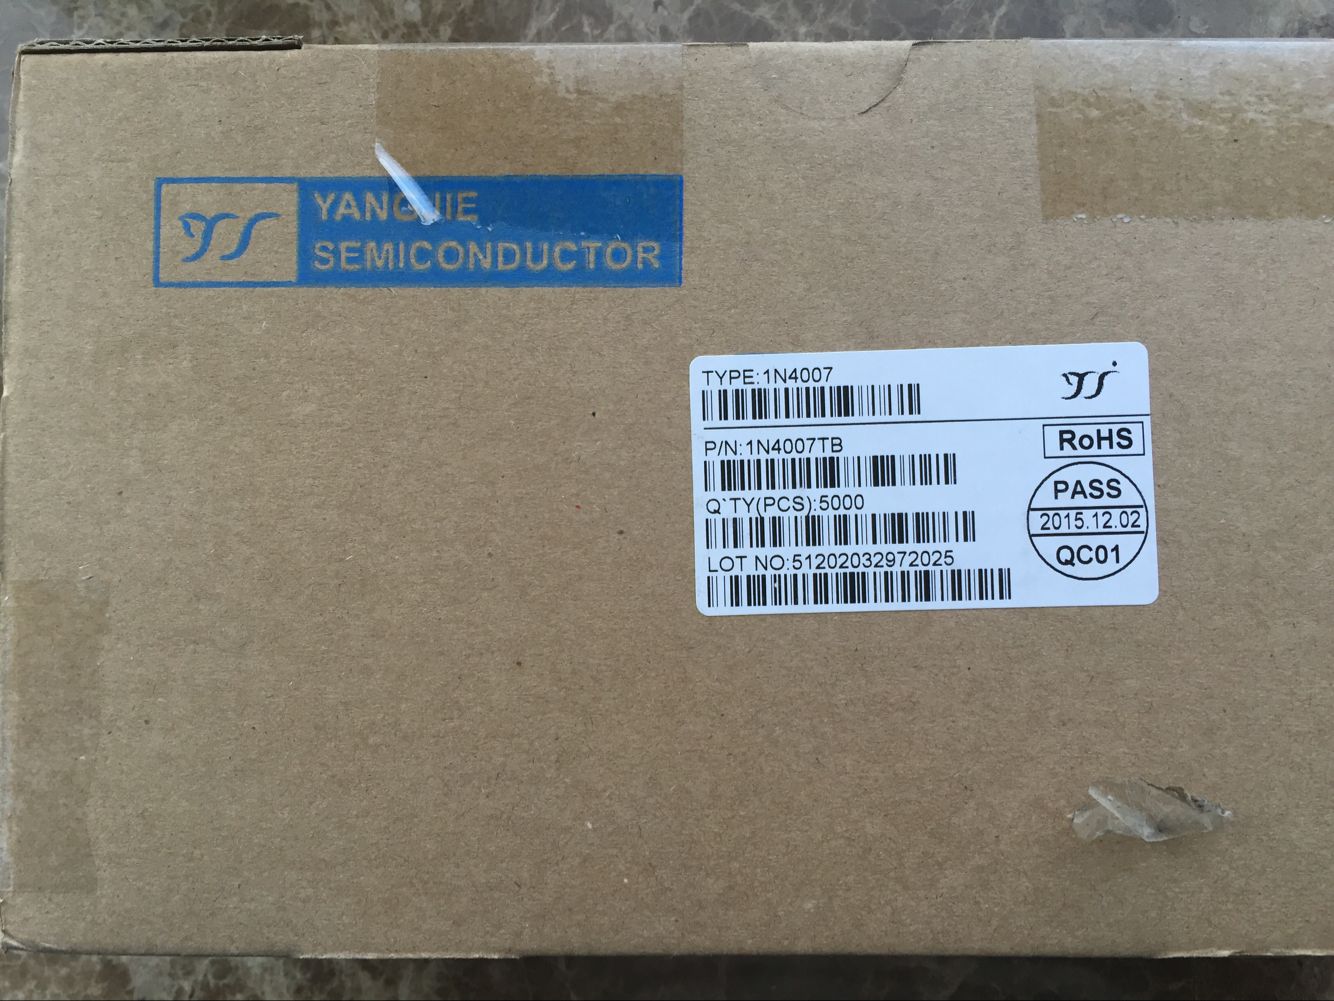 YANGJIE
SEMICONDUCTOR
TYPE:1N4007
P/N:1N4007TB
Q`TY(PCS):5000
LOT NO:51202032972025
RoHS
PASS
2015.12.02
QC01